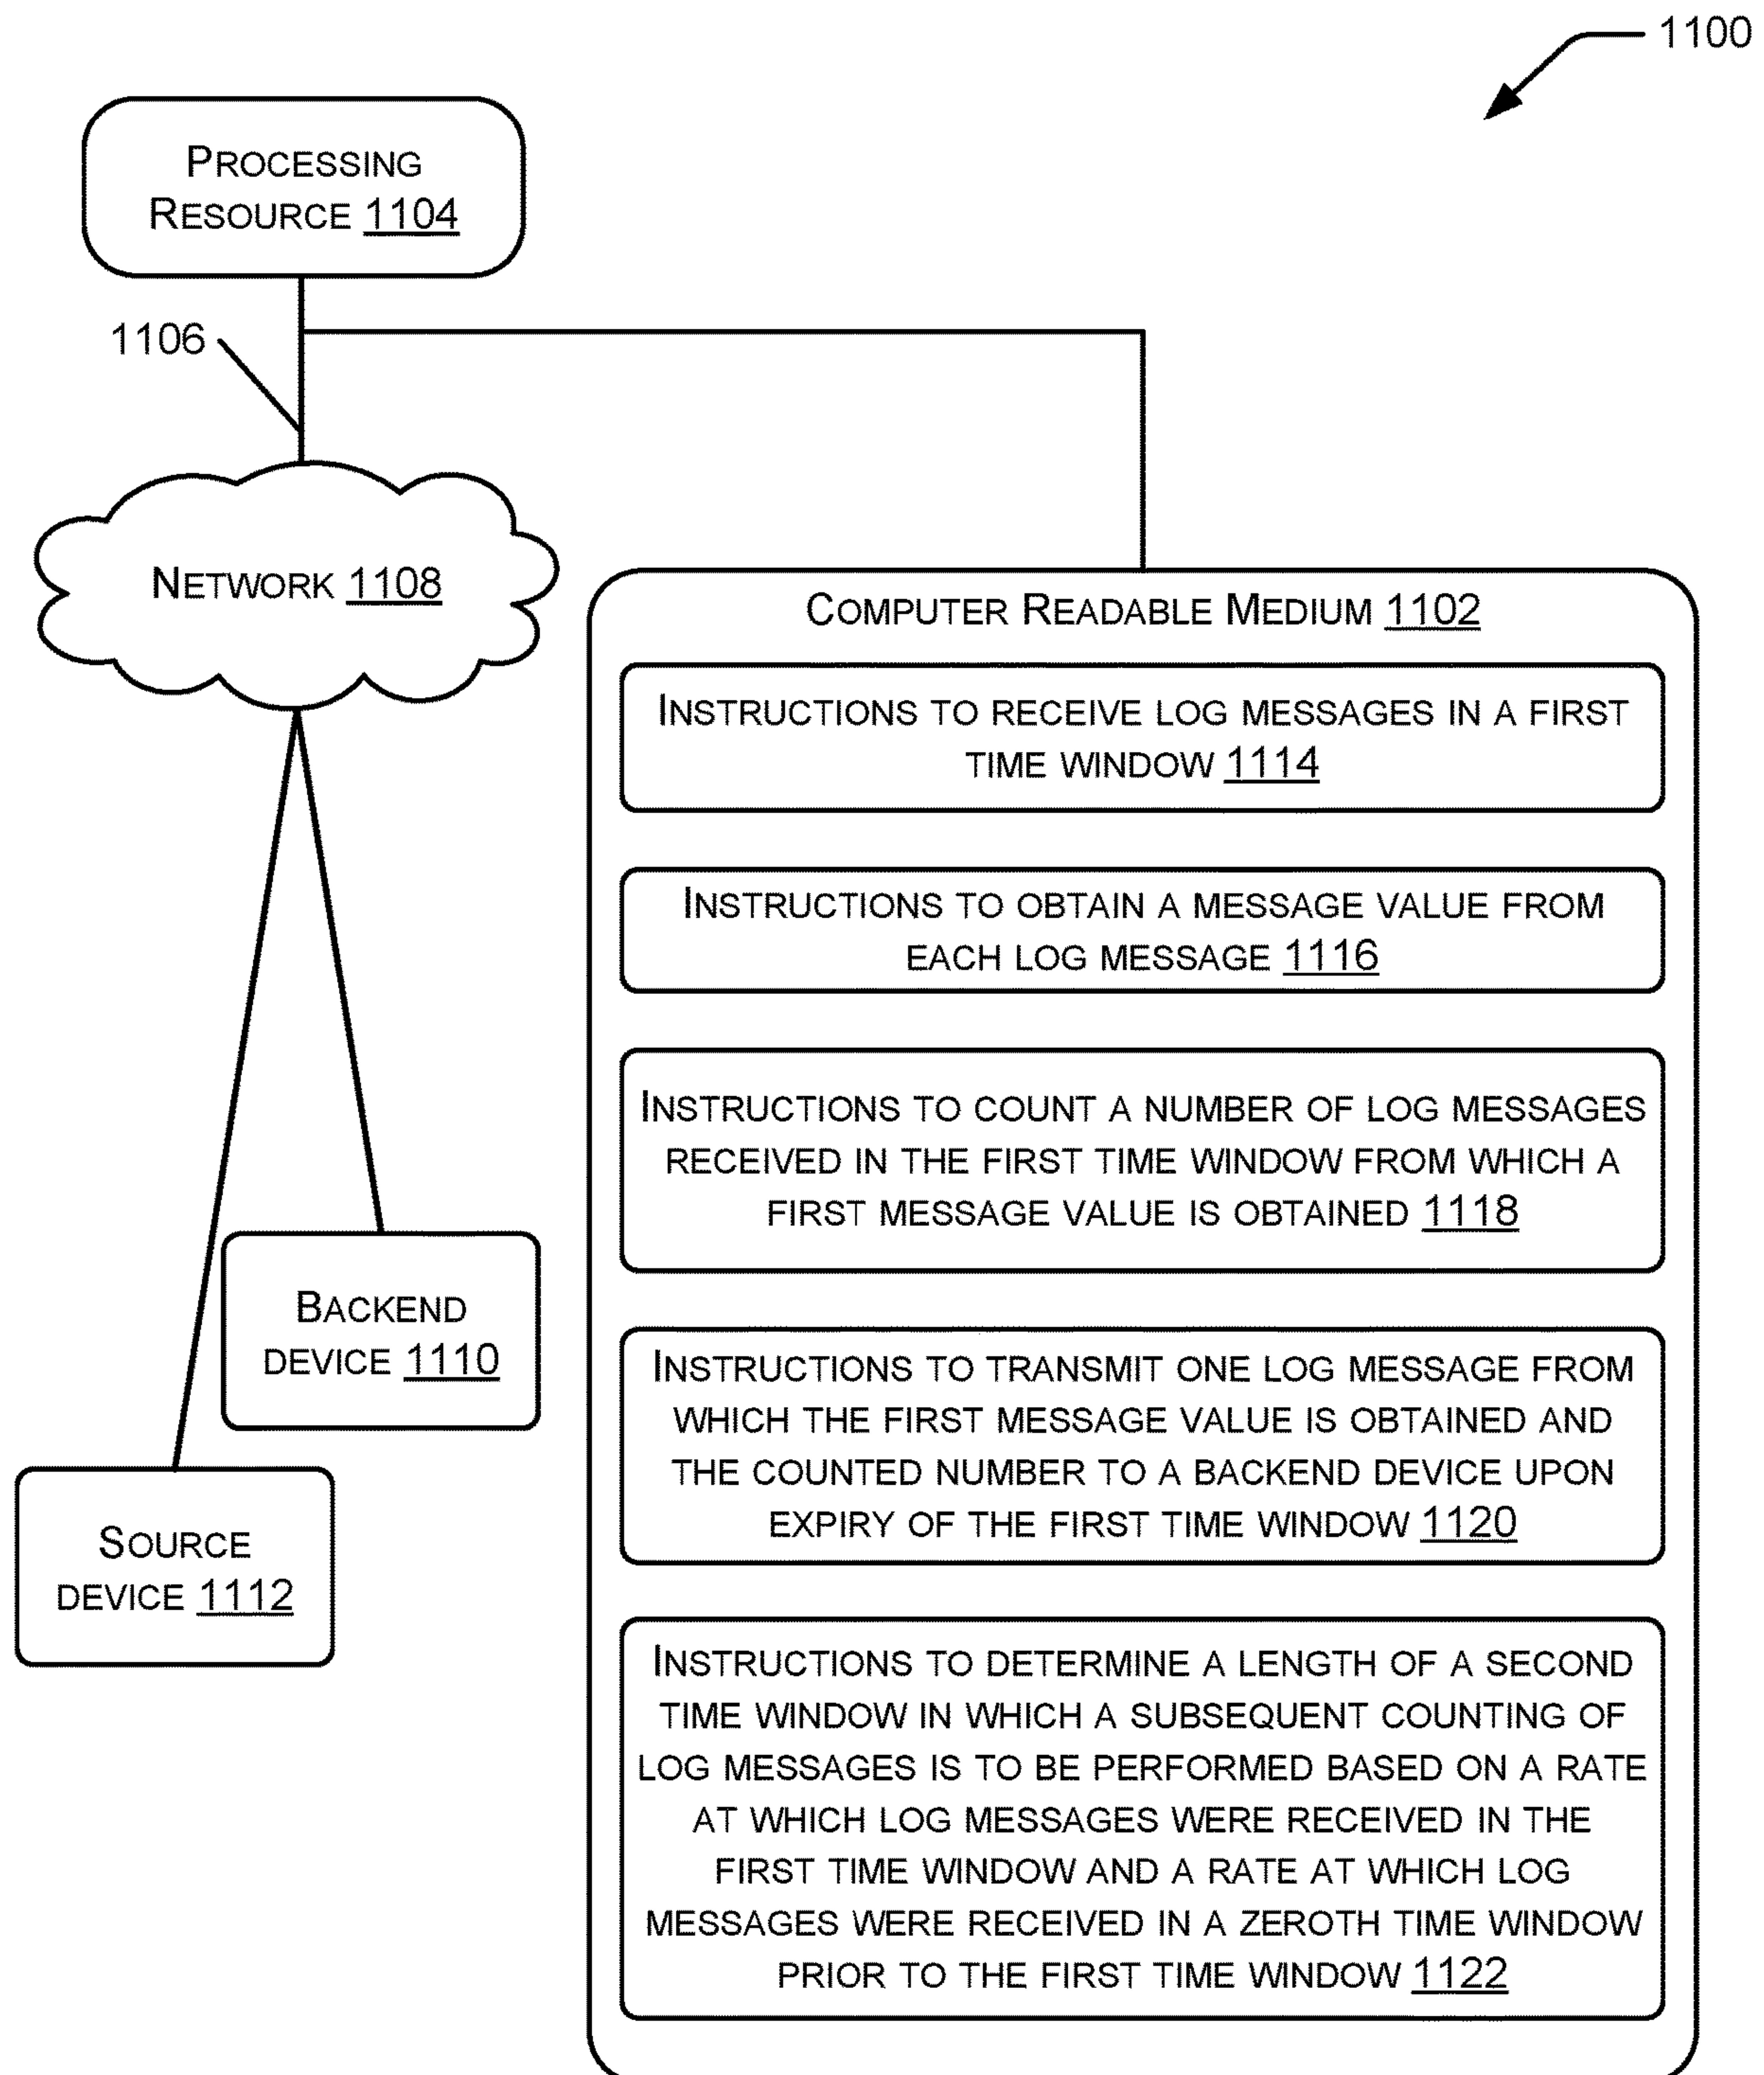 1100
PROCESSING
RESOURCE 1104
1106
NETWORK 1108
COMPUTER READABLE MEDIUM 1102
INSTRUCTIONS TO RECEIVE LOG MESSAGES IN A FIRST
TIME WINDOW 1114
INSTRUCTIONS TO OBTAIN A MESSAGE VALUE FROM
EACH LOG MESSAGE 1116
INSTRUCTIONS TO COUNT A NUMBER OF LOG MESSAGES
RECEIVED IN THE FIRST TIME WINDOW FROM WHICH A
FIRST MESSAGE VALUE IS OBTAINED 1118
BACKEND
DEVICE 1110
INSTRUCTIONS TO TRANSMIT ONE LOG MESSAGE FROM
WHICH THE FIRST MESSAGE VALUE IS OBTAINED AND
THE COUNTED NUMBER TO A BACKEND DEVICE UPON
EXPIRY OF THE FIRST TIME WINDOW 1120
SOURCE
DEVICE 1112
INSTRUCTIONS TO DETERMINE A LENGTH OF A SECOND
TIME WINDOW IN WHICH A SUBSEQUENT COUNTING OF
LOG MESSAGES IS TO BE PERFORMED BASED ON A RATE
AT WHICH LOG MESSAGES WERE RECEIVED IN THE
FIRST TIME WINDOW AND A RATE AT WHICH LOG
MESSAGES WERE RECEIVED IN A ZEROTH TIME WINDOW
PRIOR TO THE FIRST TIME WINDOW 1122